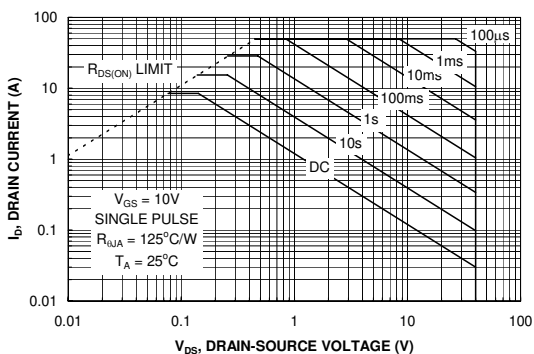 100
10
1
0.1
0.01
I_D, DRAIN CURRENT (A)
R_DS(ON) LIMIT
100μs
1ms
10ms
100ms
1s
10s
DC
V_GS = 10V
SINGLE PULSE
R_θJA = 125°C/W
T_A = 25°C
0.01 0.1 1 10 100
V_DS, DRAIN-SOURCE VOLTAGE (V)